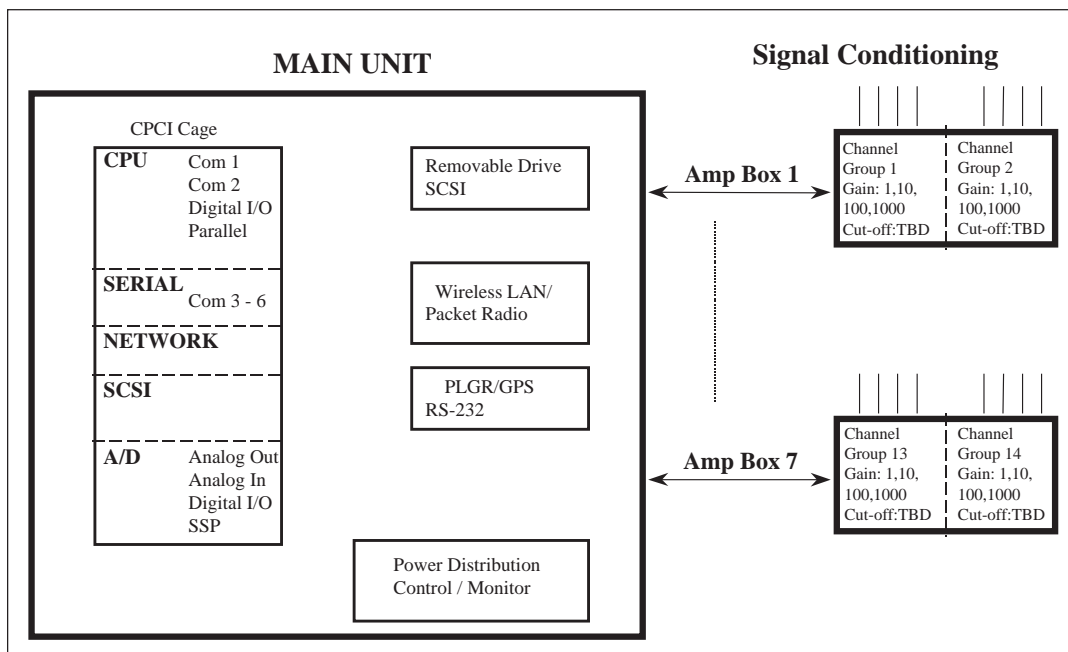 MAIN UNIT
Signal Conditioning
CPCI Cage
CPU
Com 1
Com 2
Digital I/O
Parallel
SERIAL
Com 3 - 6
NETWORK
SCSI
A/D
Analog Out
Analog In
Digital I/O
SSP
Removable Drive
SCSI
Wireless LAN/
Packet Radio
PLGR/GPS
RS-232
Power Distribution
Control / Monitor
Amp Box 1
Channel
Group 1
Gain: 1,10,
100,1000
Cut-off:TBD
Channel
Group 2
Gain: 1,10,
100,1000
Cut-off:TBD
Amp Box 7
Channel
Group 13
Gain: 1,10,
100,1000
Cut-off:TBD
Channel
Group 14
Gain: 1,10,
100,1000
Cut-off:TBD